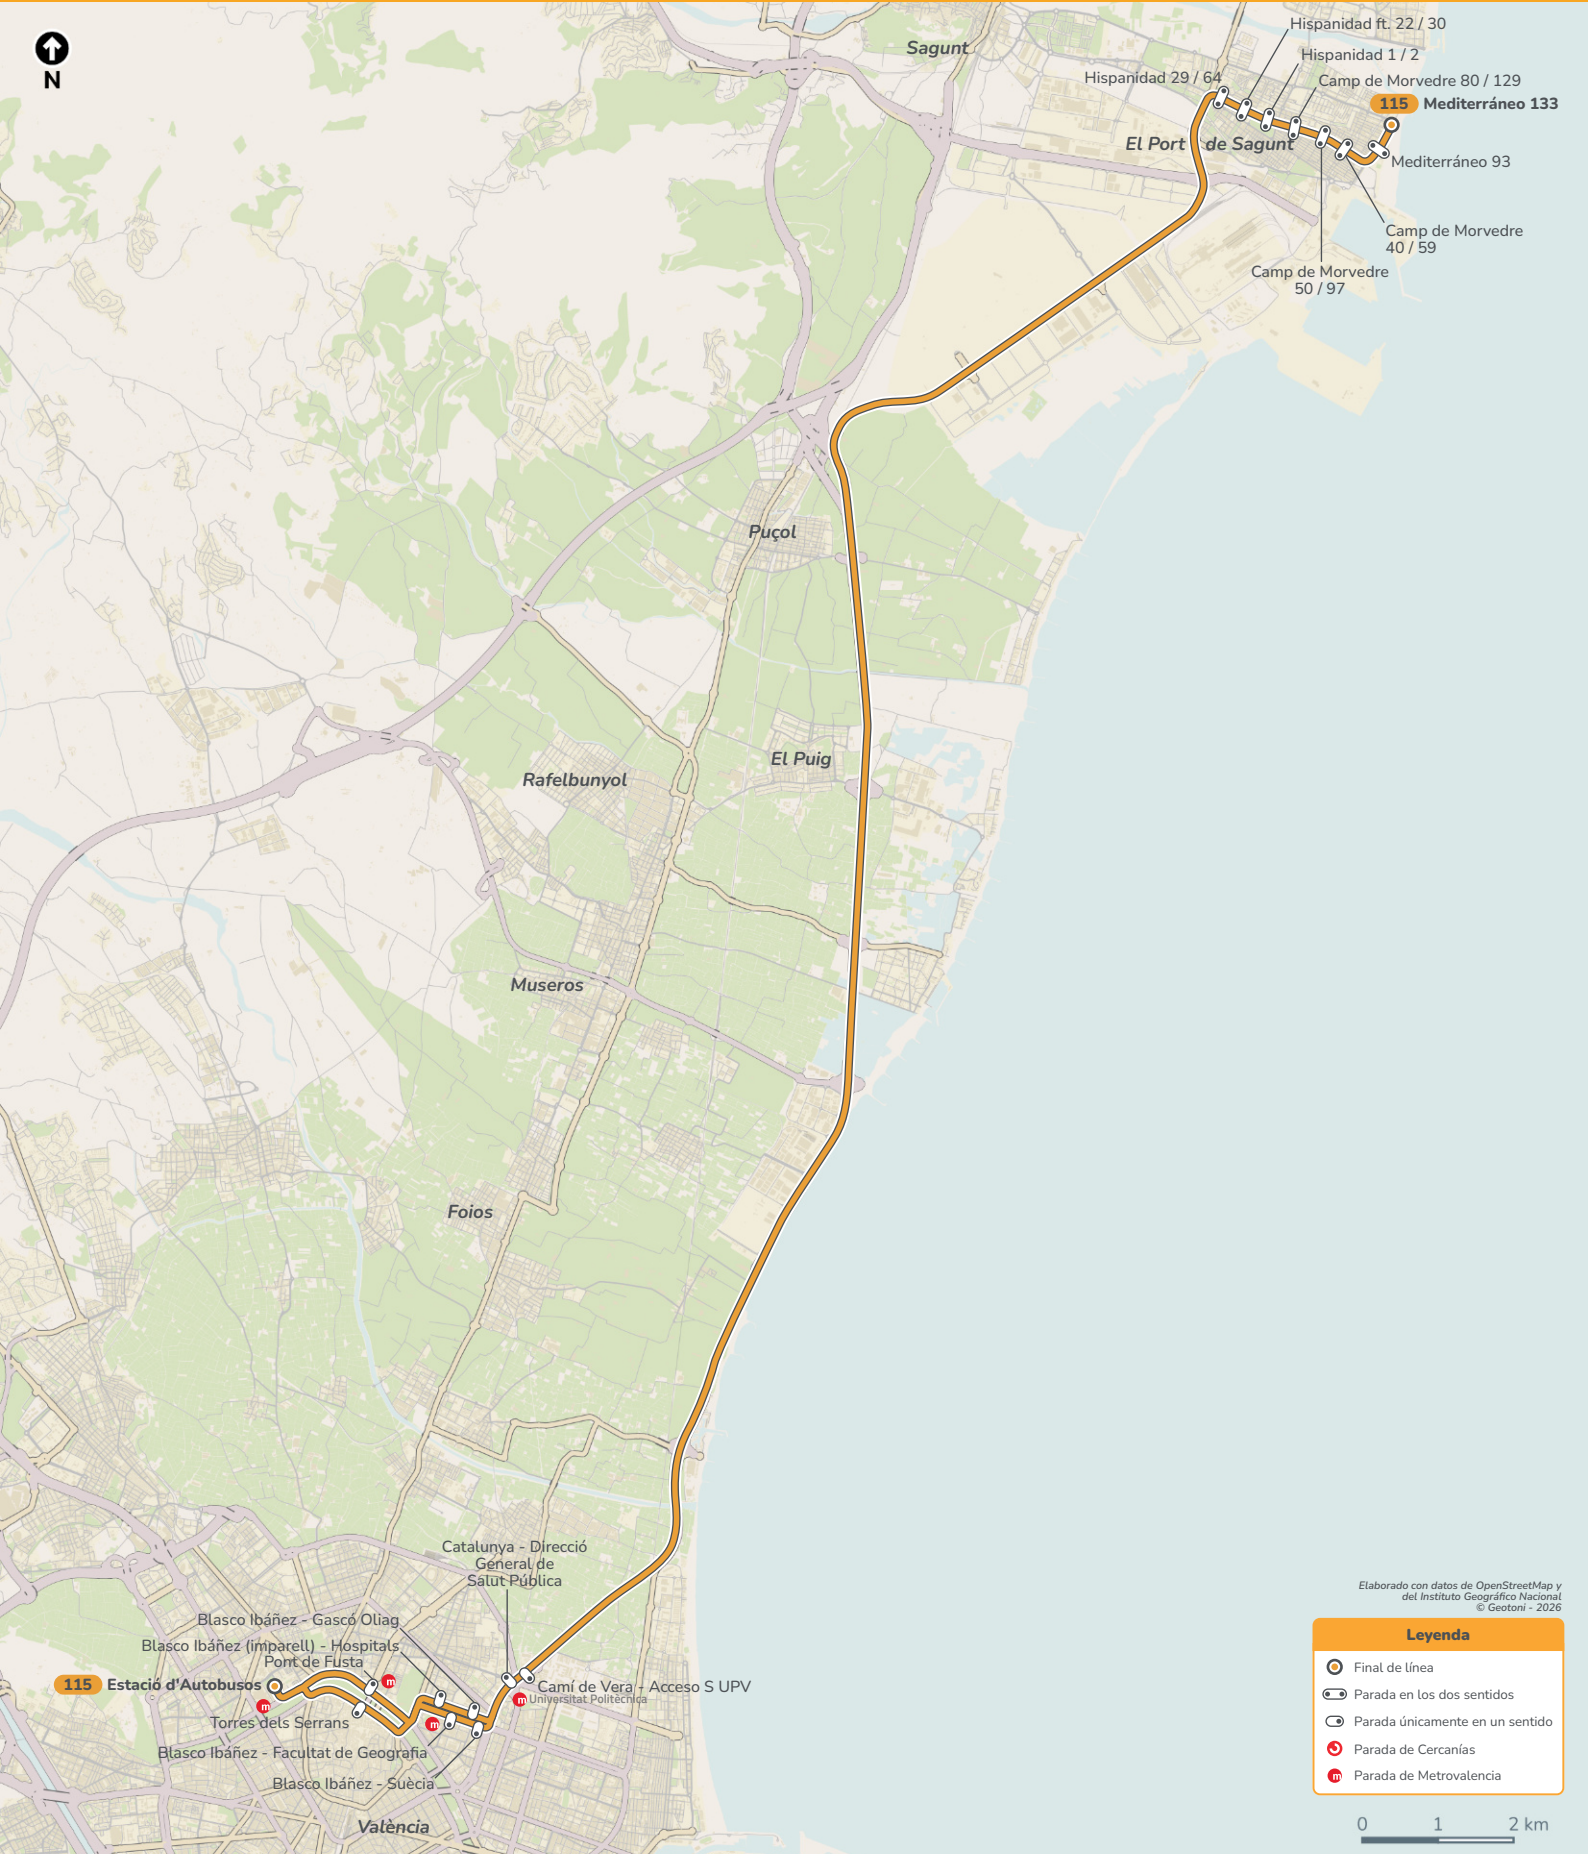 N
Sagunt
Hispanidad ft. 22 / 30
Hispanidad 1 / 2
Hispanidad 29 / 64
Camp de Morvedre 80 / 129
115 Mediterráneo 133
El Port de Sagunt
Mediterráneo 93
Camp de Morvedre
40 / 59
Camp de Morvedre
50 / 97
Puçol
El Puig
Rafelbunyol
Museros
Foios
Catalunya - Direcció
General de
Salut Pública
Blasco Ibáñez - Gascó Oliag
Blasco Ibáñez (imparell) - Hospitals
Pont de Fusta
115 Estació d'Autobusos
m
m
m
m
Camí de Vera - Acceso S UPV
Universitat Politècnica
Torres dels Serrans
Blasco Ibáñez - Facultat de Geografia
Blasco Ibáñez - Suècia
València
Elaborado con datos de OpenStreetMap y
del Instituto Geográfico Nacional
© Geotoni - 2026
Leyenda
Final de línea
Parada en los dos sentidos
Parada únicamente en un sentido
Parada de Cercanías
m Parada de Metrovalencia
0 1 2 km